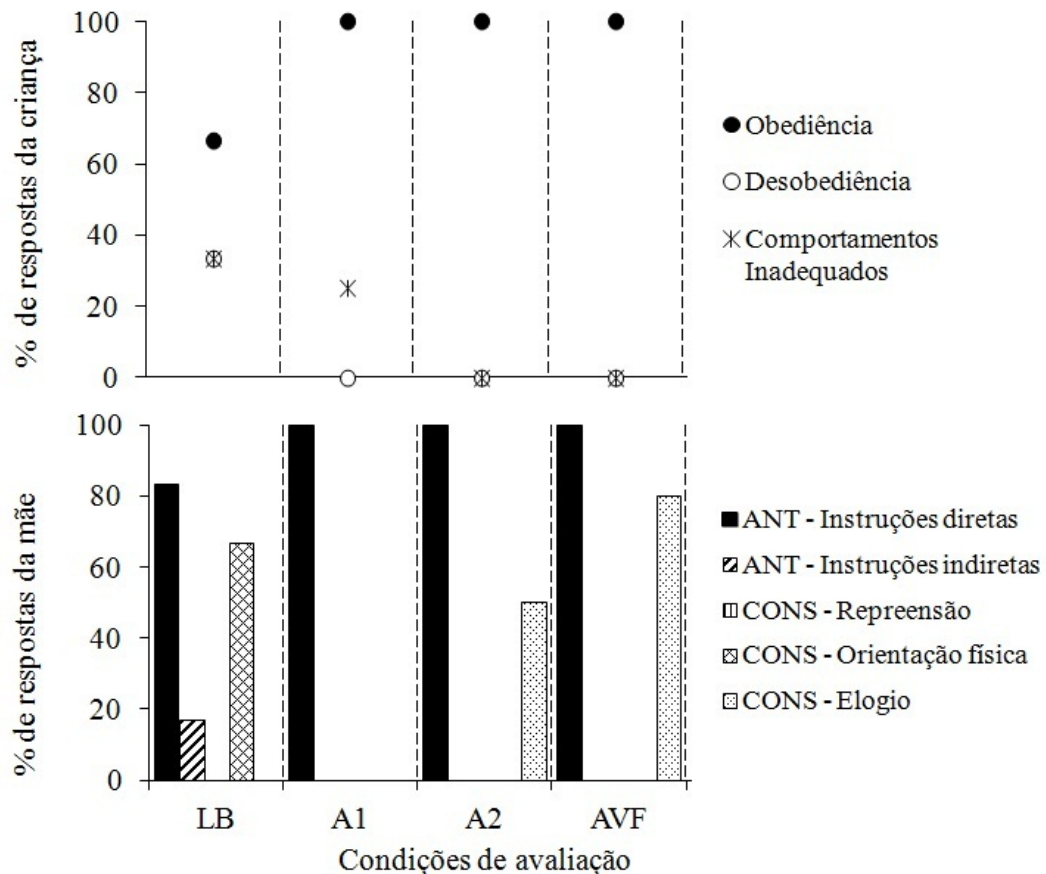 % de respostas da criança
100
80
60
40
20
0
Obediência
Desobediência
Comportamentos
Inadequados
% de respostas da mãe
100
80
60
40
20
0
ANT - Instruções diretas
ANT - Instruções indiretas
CONS - Repreensão
CONS - Orientação física
CONS - Elogio
LB
A1
A2
AVF
Condições de avaliação